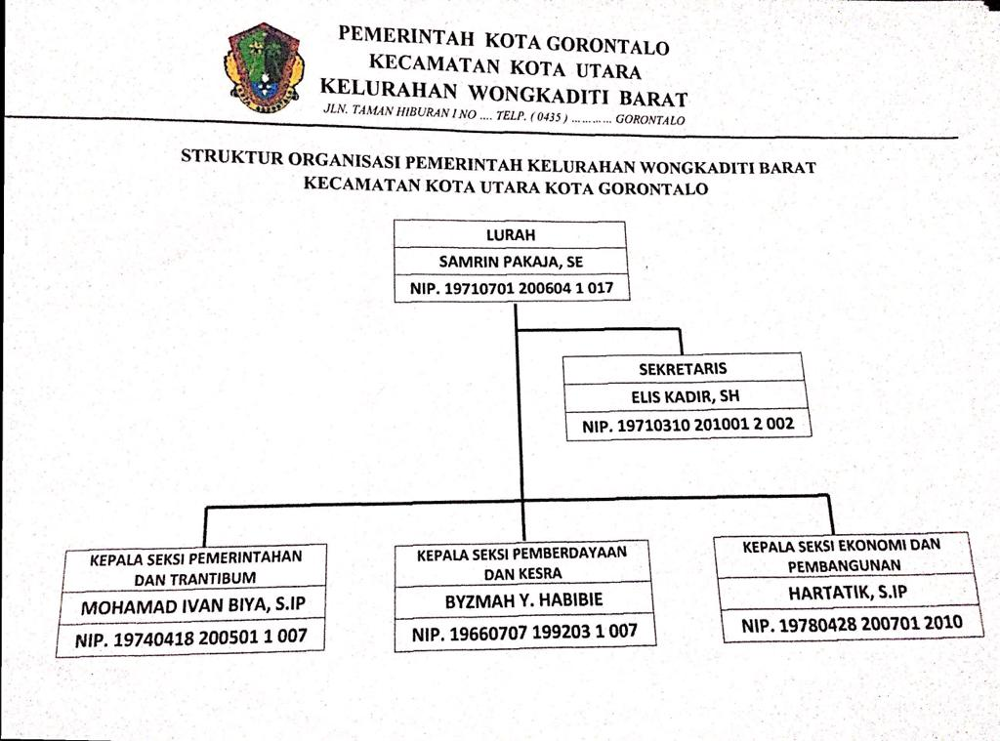 PEMERINTAH KOTA GORONTALO
KECAMATAN KOTA UTARA
KELURAHAN WONGKADITI BARAT
JLN. TAMAN HIBURAN I NO .... TELP. ( 0435 ) ........... GORONTALO
STRUKTUR ORGANISASI PEMERINTAH KELURAHAN WONGKADITI BARAT
KECAMATAN KOTA UTARA KOTA GORONTALO
LURAH
SAMRIN PAKAJA, SE
NIP. 19710701 200604 1 017
SEKRETARIS
ELIS KADIR, SH
NIP. 19710310 201001 2 002
KEPALA SEKSI PEMERINTAHAN
DAN TRANTIBUM
MOHAMAD IVAN BIYA, S.IP
NIP. 19740418 200501 1 007
KEPALA SEKSI PEMBERDAYAAN
DAN KESRA
BYZMAH Y. HABIBIE
NIP. 19660707 199203 1 007
KEPALA SEKSI EKONOMI DAN
PEMBANGUNAN
HARTATIK, S.IP
NIP. 19780428 200701 2010